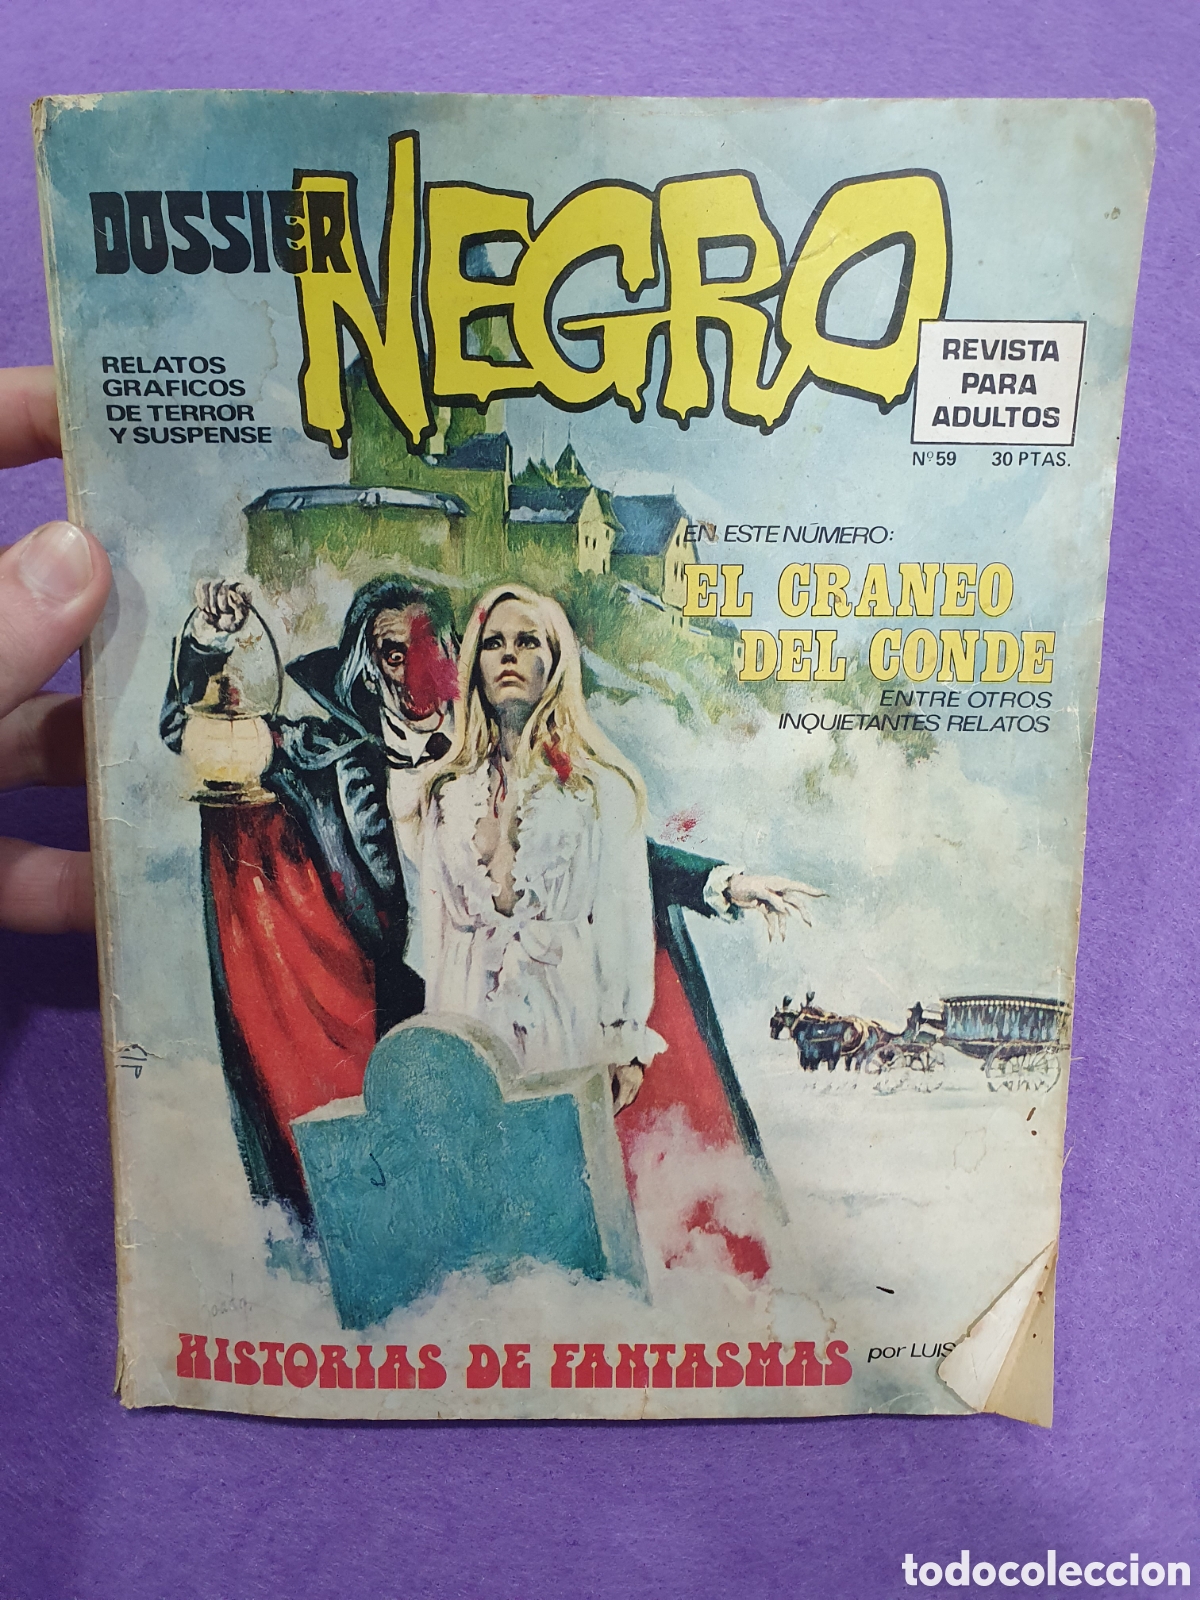 DOSSIER
NEGRO
RELATOS
GRAFICOS
DE TERROR
Y SUSPENSE
REVISTA
PARA
ADULTOS
Nº59 30 PTAS.
EN ESTE NÚMERO:
EL CRANEO
DEL CONDE
ENTRE OTROS
INQUIETANTES RELATOS
HISTORIAS DE FANTASMAS
por LUIS
todocoleccion